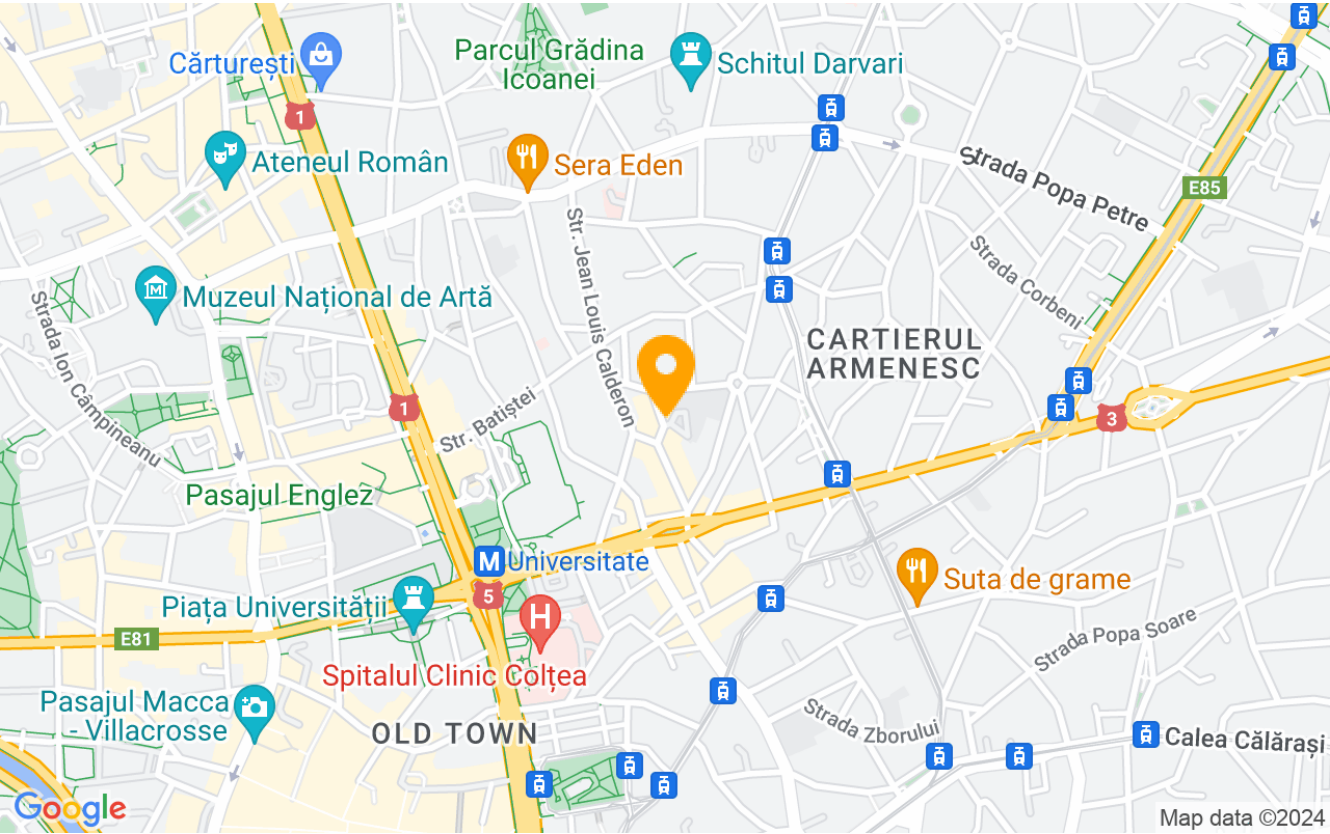 Cărturești
Parcul Grădina
Icoanei
Schitul Darvari
1
Ateneul Român
Sera Eden
Strada Popa Petre
E85
Str. Jean Louis Calderon
Strada Corbeni
Muzeul Național de Artă
Strada Ion Câmpineanu
CARTIERUL
ARMENESC
1
Str. Batiștei
3
Pasajul Englez
M
Universitate
Suta de grame
5
Piața Universității
H
E81
Strada Popa Soare
Spitalul Clinic Colțea
Pasajul Macca
- Villacrosse
OLD TOWN
Strada Zborului
Calea Călărași
Google
Map data ©2024